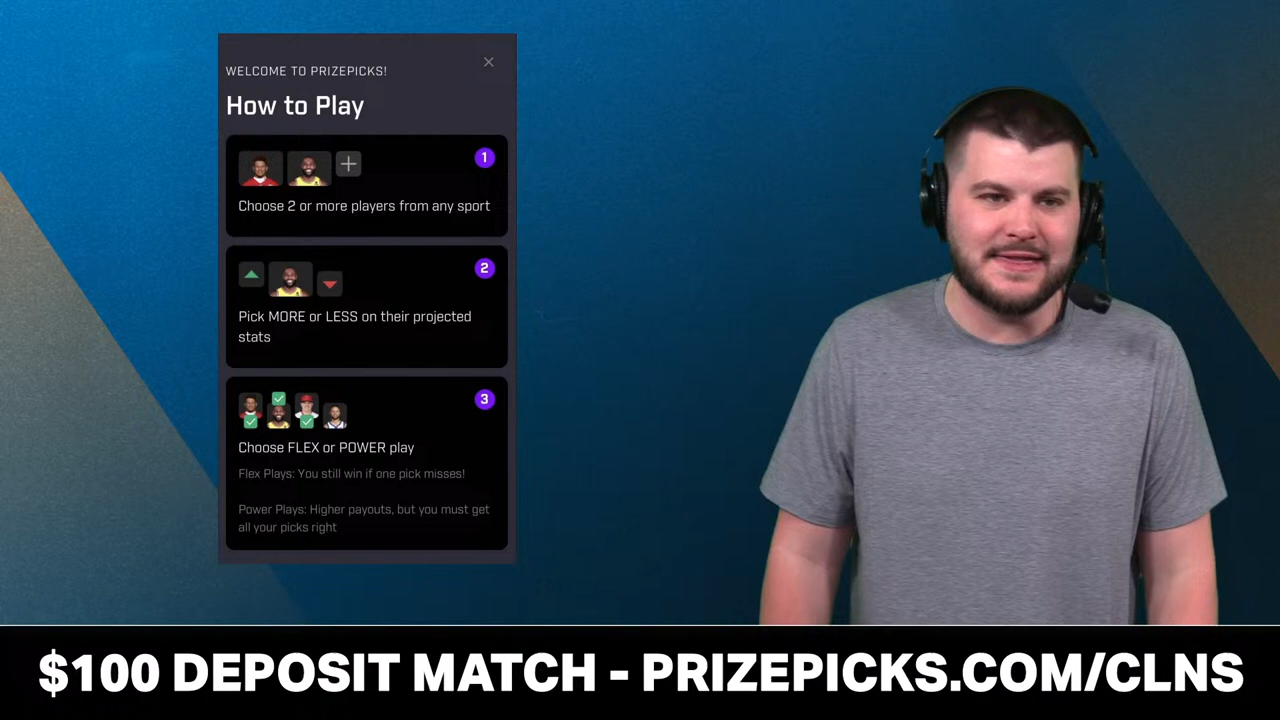 WELCOME TO PRIZEPICKS!
How to Play
1
Choose 2 or more players from any sport
2
Pick MORE or LESS on their projected
stats
3
Choose FLEX or POWER play
Flex Plays: You still win if one pick misses!
Power Plays: Higher payouts, but you must get
all your picks right
$100 DEPOSIT MATCH - PRIZEPICKS.COM/CLNS